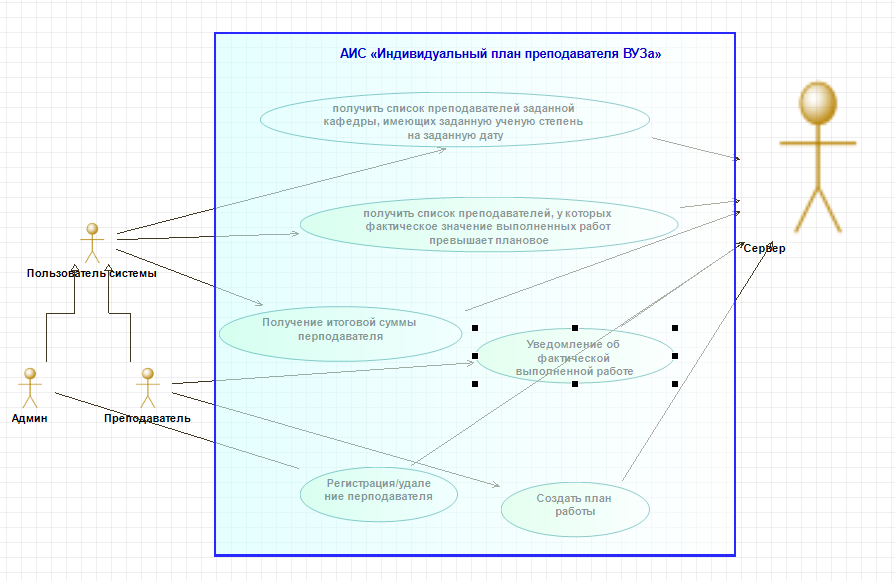 АИС «Индивидуальный план преподавателя ВУЗа»
получить список преподавателей заданной
кафедры, имеющих заданную ученую степень
на заданную дату
получить список преподавателей, у которых
фактическое значение выполненных работ
превышает плановое
Сервер
Пользователь системы
Получение итоговой суммы
перподавателя
Уведомление об
фактической
выполненной работе
Админ
Преподаватель
Регистрация/удале
ние перподавателя
Создать план
работы